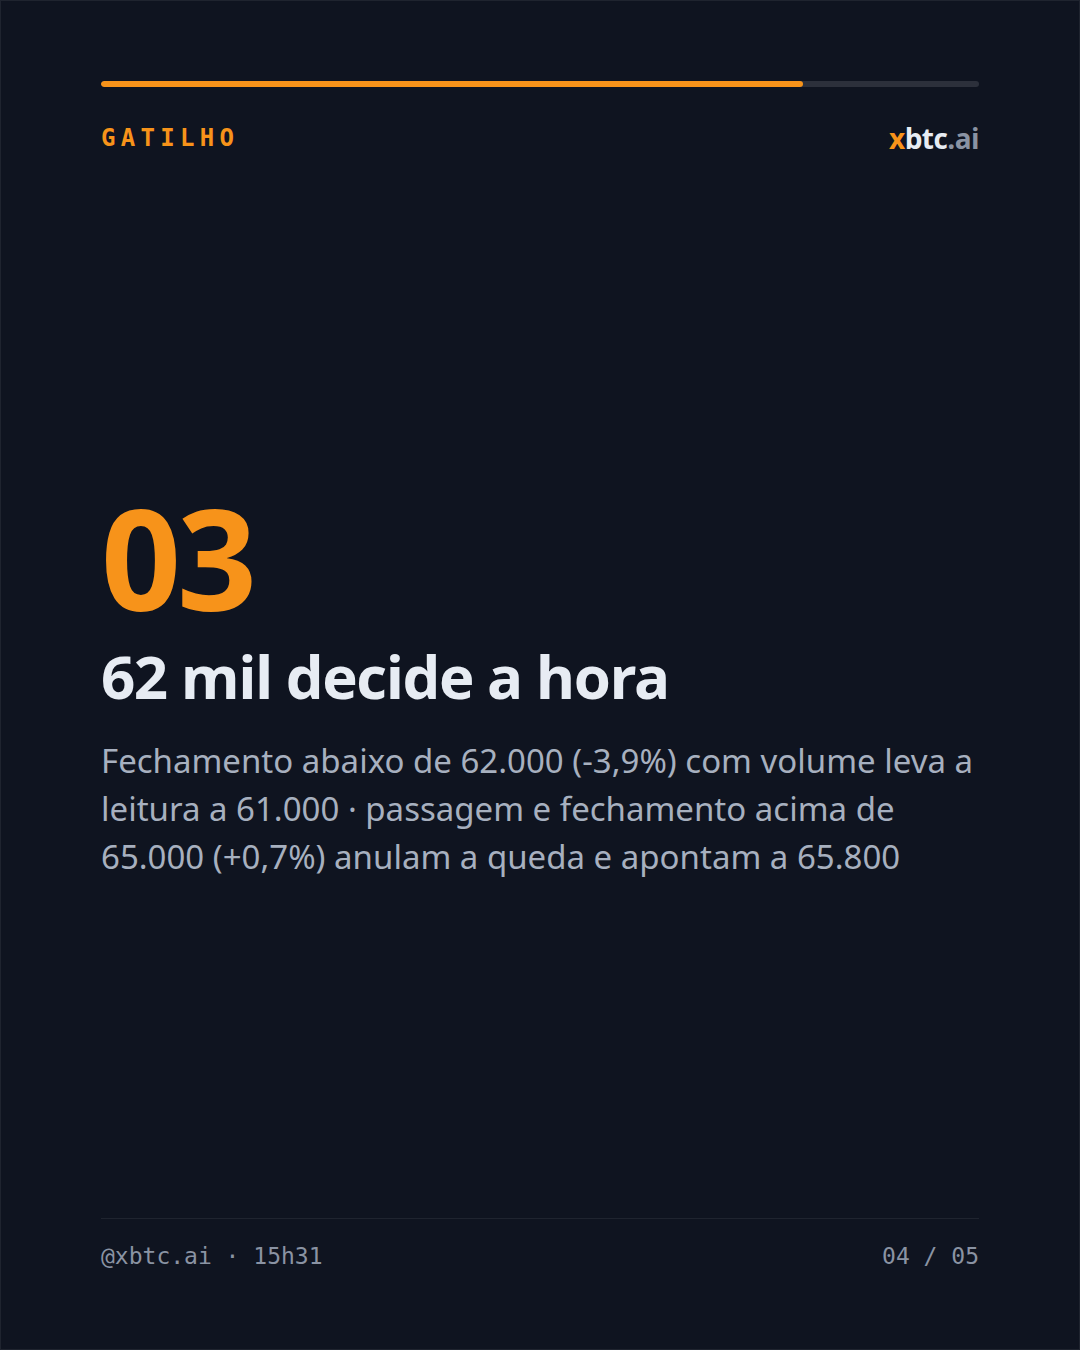 GATILHO
xbtc.ai
03
62 mil decide a hora
Fechamento abaixo de 62.000 (-3,9%) com volume leva a
leitura a 61.000 · passagem e fechamento acima de
65.000 (+0,7%) anulam a queda e apontam a 65.800
@xbtc.ai · 15h31
04 / 05